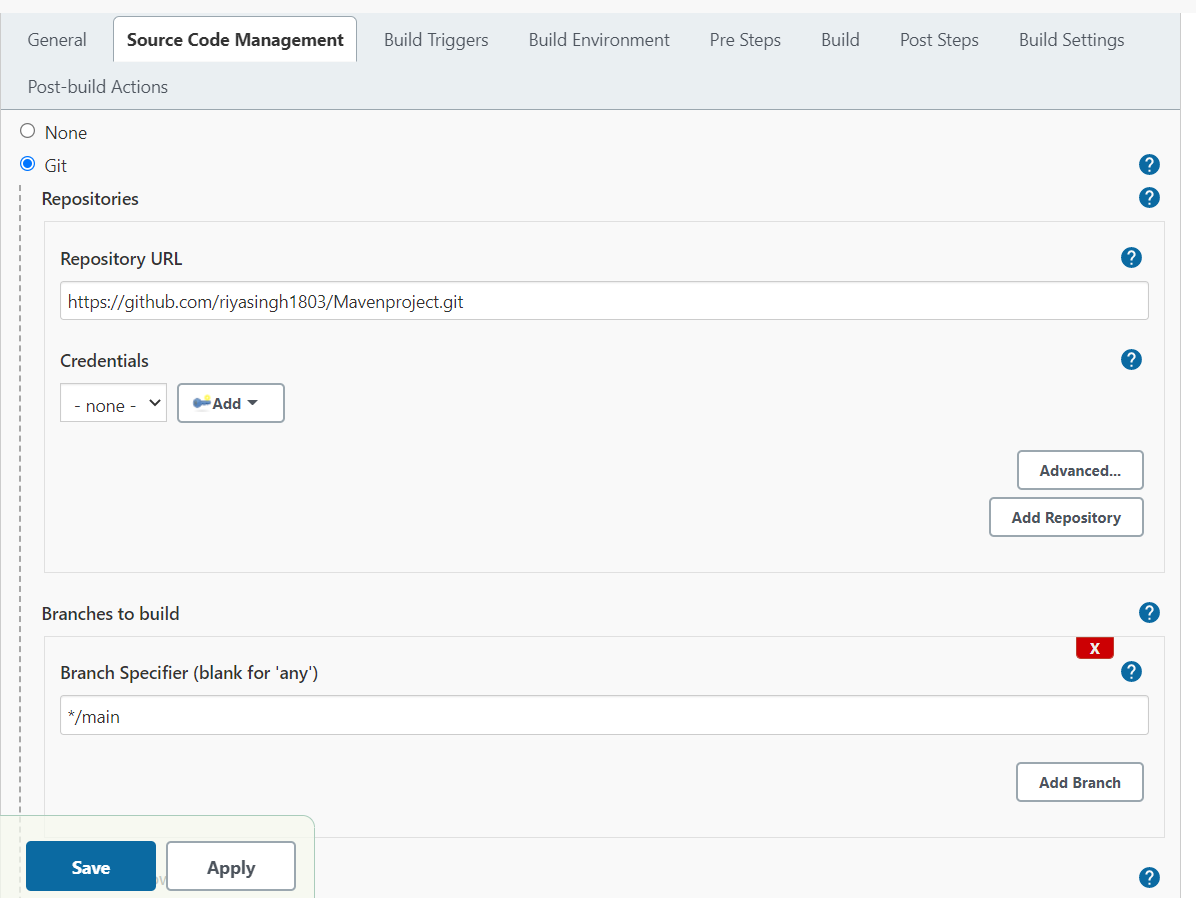 General Source Code Management Build Triggers Build Environment Pre Steps Build Post Steps Build Settings
Post-build Actions
None
Git ?
Repositories ?
Repository URL ?
https://github.com/riyasingh1803/Mavenproject.git
Credentials ?
- none - Add
Advanced...
Add Repository
Branches to build ?
X
Branch Specifier (blank for 'any') ?
*/main
Add Branch
Save Apply ?